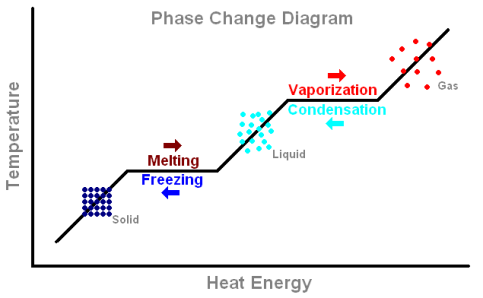 Phase Change Diagram
Temperature
Gas
Vaporization
Condensation
Liquid
Melting
Freezing
Solid
Heat Energy